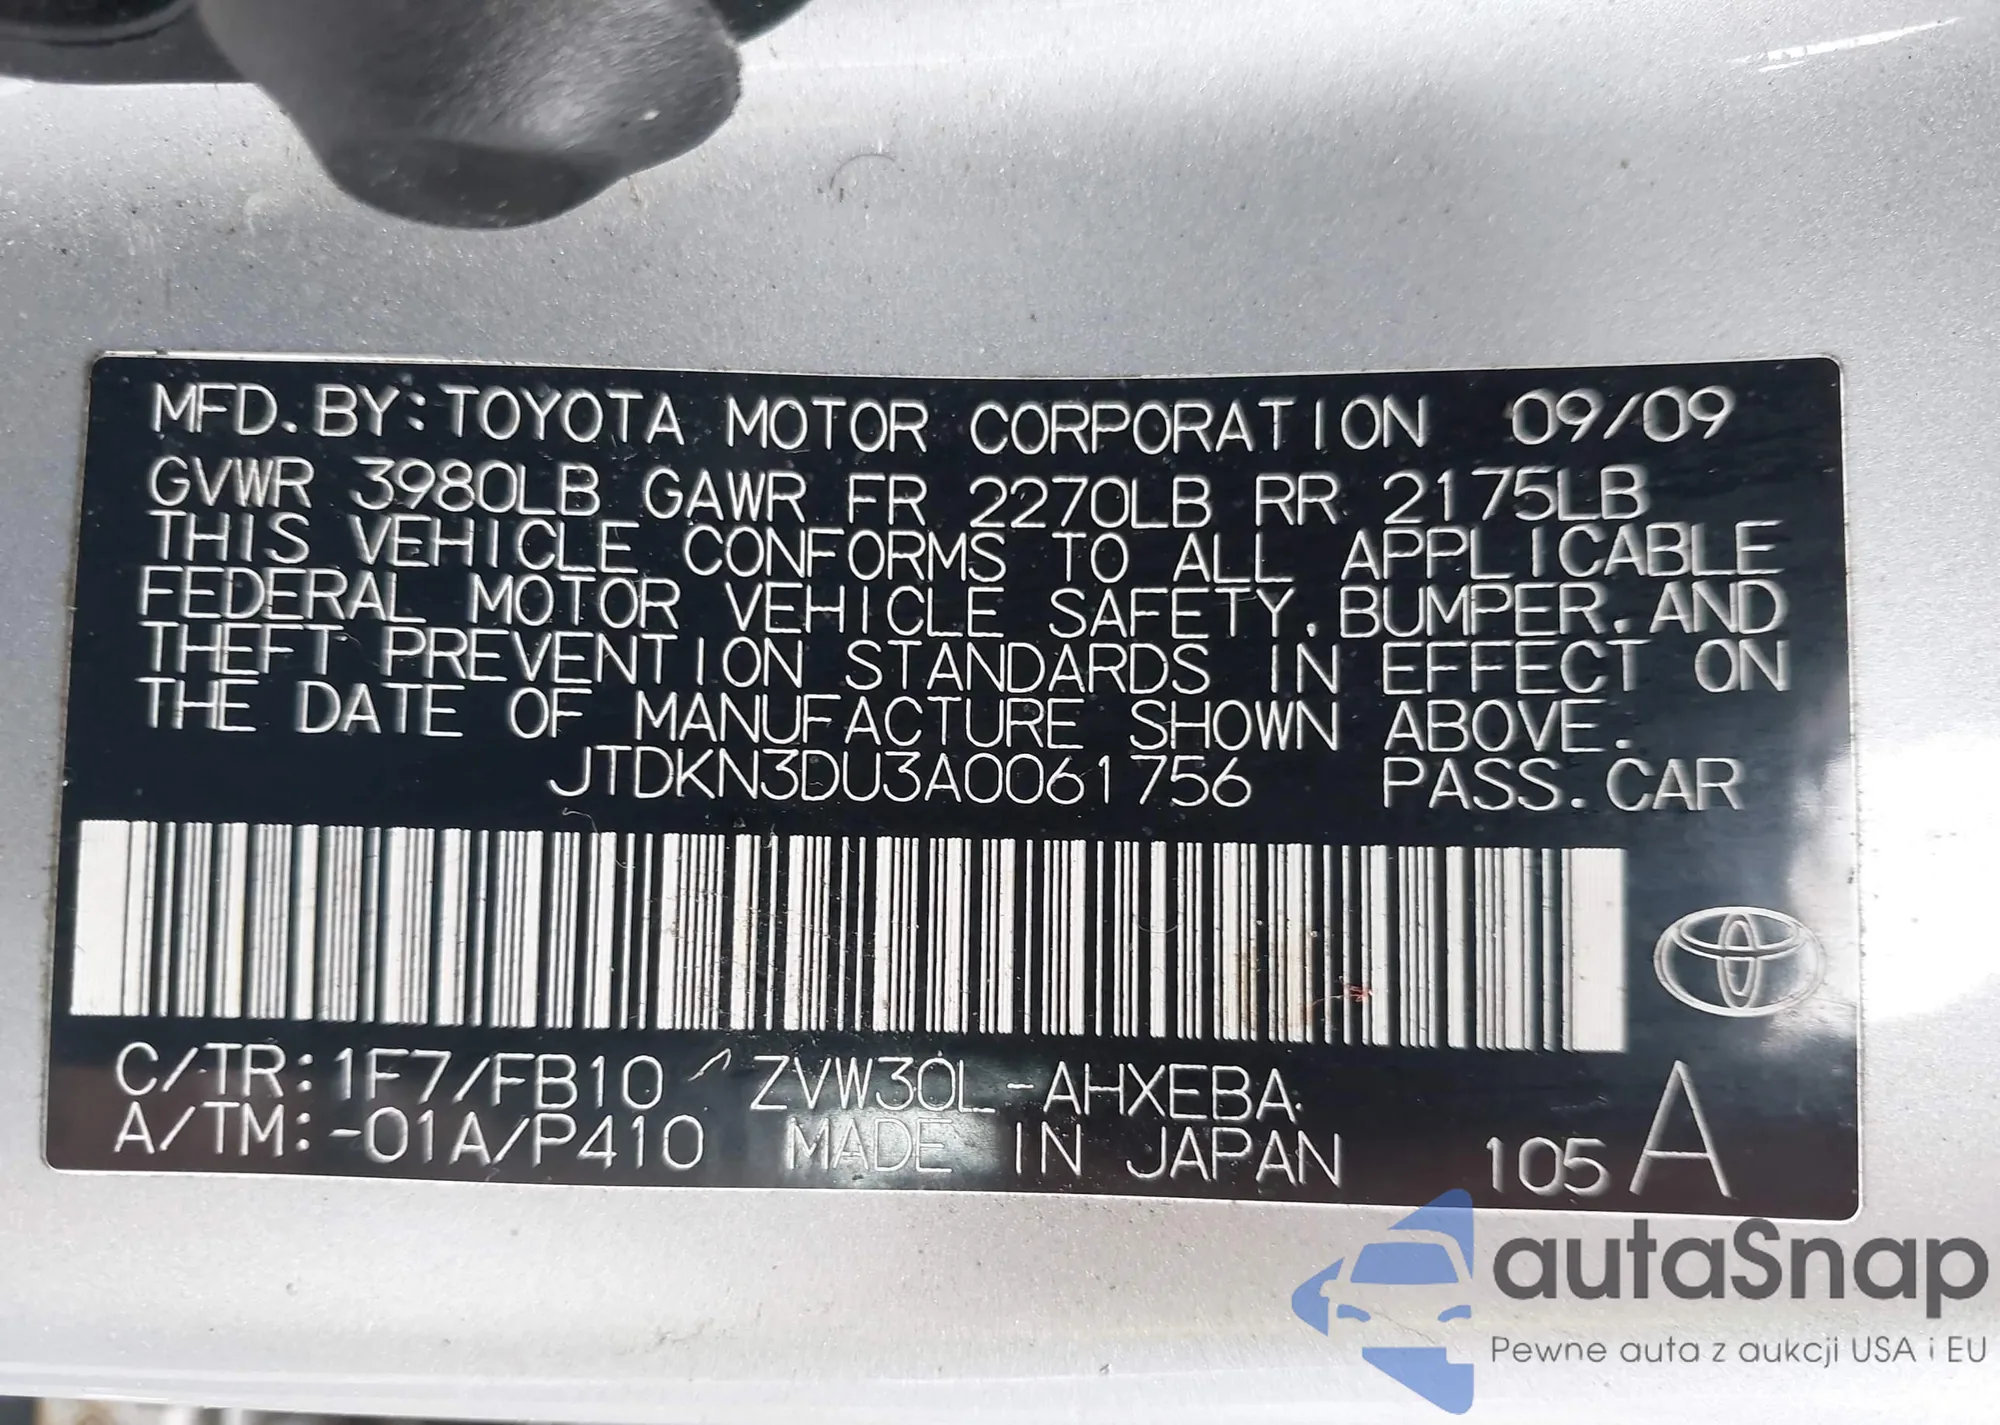 MFD. BY: TOYOTA MOTOR CORPORATION 09/09
GVWR 3980LB GAWR FR 2270LB RR 2175LB
THIS VEHICLE CONFORMS TO ALL APPLICABLE
FEDERAL MOTOR VEHICLE SAFETY, BUMPER, AND
THEFT PREVENTION STANDARDS IN EFFECT ON
THE DATE OF MANUFACTURE SHOWN ABOVE.
JTDKN3DU3A0061756 PASS. CAR
C/TR: 1F7/FB10 ZVW30L -AHXEBA
A/TM: -01A/P410 MADE IN JAPAN 105 A
autaSnap
Pewne auta z aukcji USA i EU